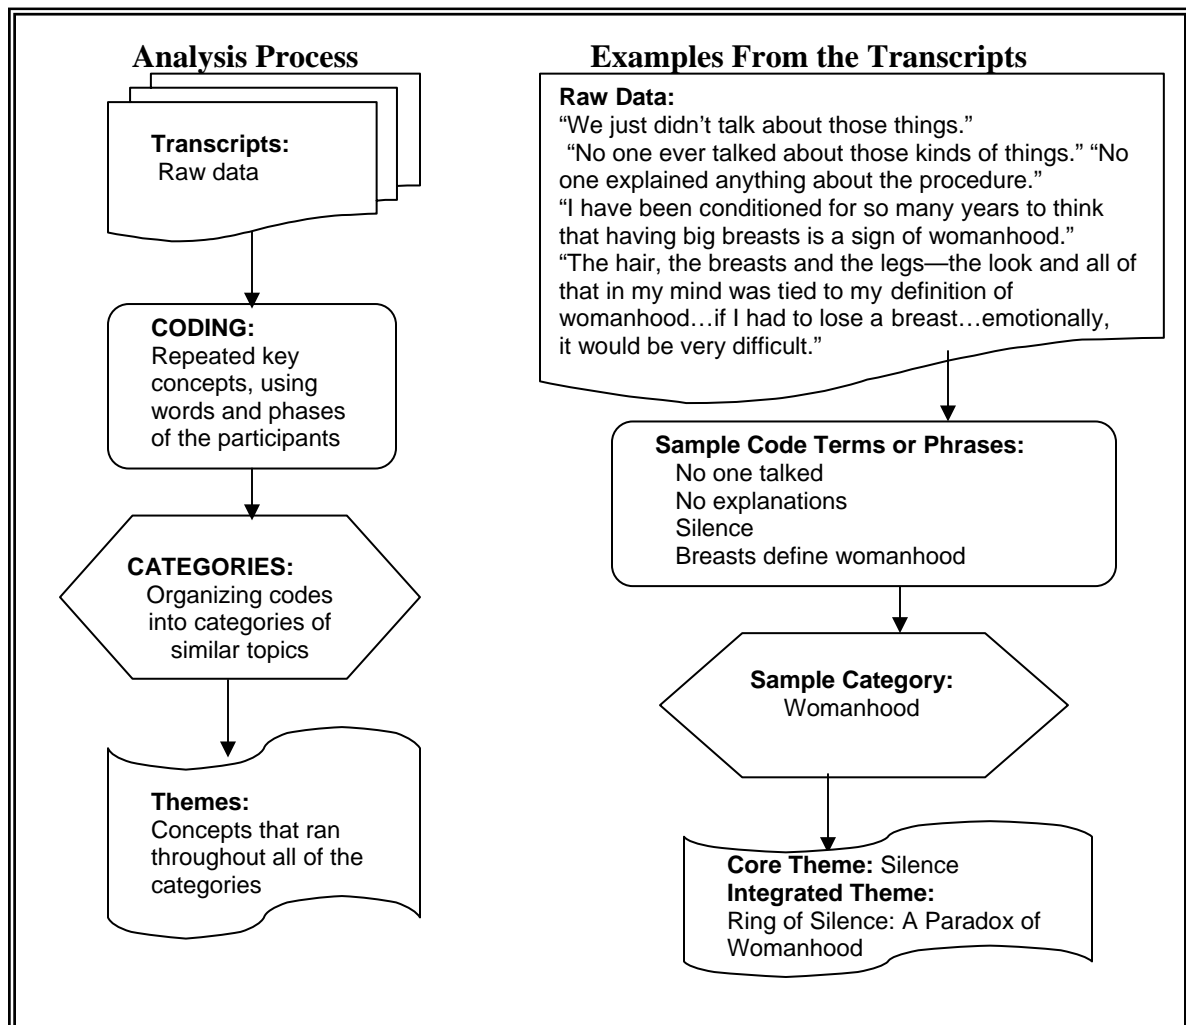 Analysis Process
Transcripts:
Raw data
CODING:
Repeated key
concepts, using
words and phases
of the participants
CATEGORIES:
Organizing codes
into categories of
similar topics
Themes:
Concepts that ran
throughout all of the
categories
Examples From the Transcripts
Raw Data:
“We just didn’t talk about those things.”
“No one ever talked about those kinds of things.” “No
one explained anything about the procedure.”
“I have been conditioned for so many years to think
that having big breasts is a sign of womanhood.”
“The hair, the breasts and the legs—the look and all of
that in my mind was tied to my definition of
womanhood…if I had to lose a breast…emotionally,
it would be very difficult.”
Sample Code Terms or Phrases:
No one talked
No explanations
Silence
Breasts define womanhood
Sample Category:
Womanhood
Core Theme: Silence
Integrated Theme:
Ring of Silence: A Paradox of
Womanhood